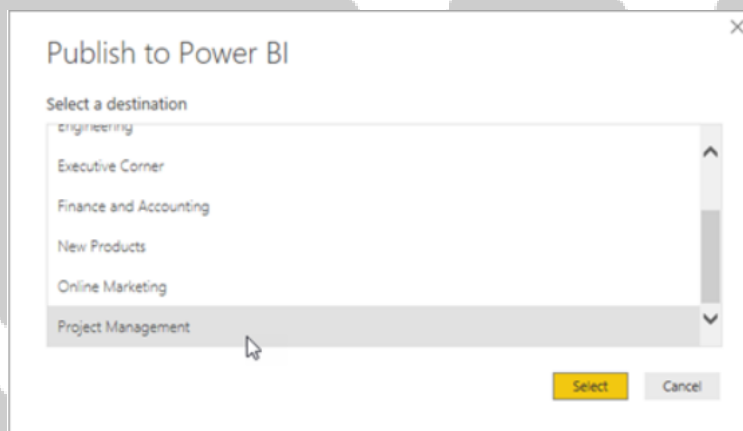 Publish to Power BI
Select a destination
Engineering
Executive Corner
Finance and Accounting
New Products
Online Marketing
Project Management
Select Cancel